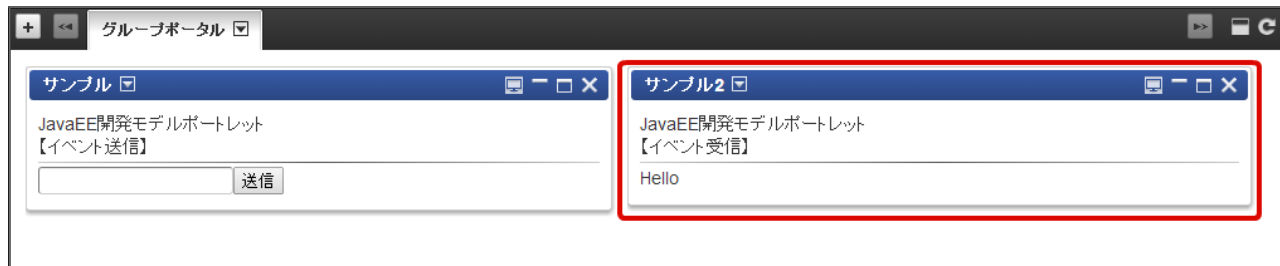 グループポータル
サンプル
JavaEE開発モデルポートレット
【イベント送信】
送信
サンプル2
JavaEE開発モデルポートレット
【イベント受信】
Hello